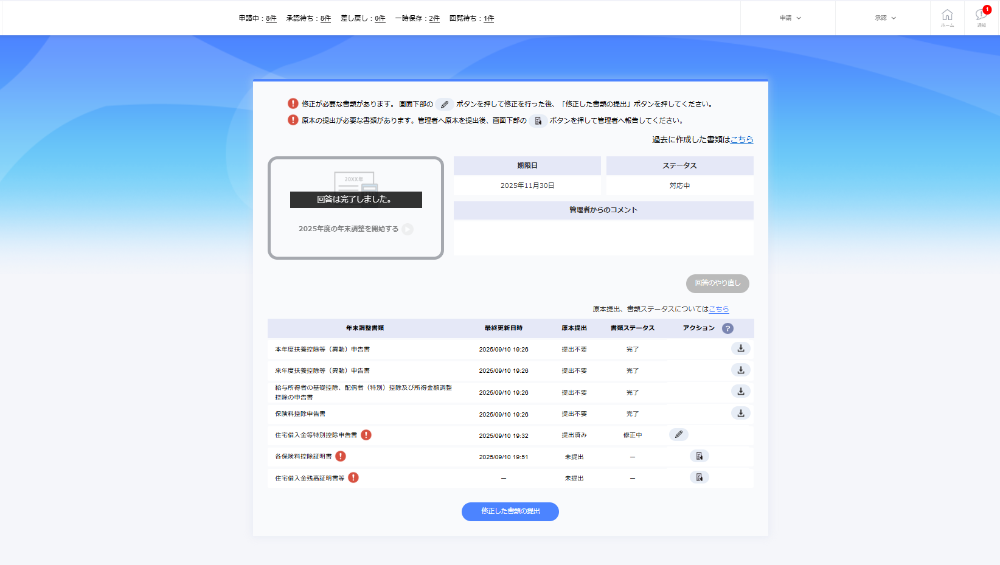 申請中：8件 承認待ち：8件 差し戻し：0件 一時保存：2件 回覧待ち：1件 申請 承認 ホーム 通知 1
修正が必要な書類があります。画面下部の ボタンを押して修正を行った後、「修正した書類の提出」ボタンを押してください。
原本の提出が必要な書類があります。管理者へ原本を提出後、画面下部の ボタンを押して管理者へ報告してください。
過去に作成した書類はこちら
20XX年
回答は完了しました。
2025年度の年末調整を開始する
期限日 ステータス
2025年11月30日 対応中
管理者からのコメント
回答のやり直し
原本提出、書類ステータスについてはこちら
年末調整書類 最終更新日時 原本提出 書類ステータス アクション ?
本年度扶養控除等（異動）申告書 2025/09/10 19:26 提出不要 完了
来年度扶養控除等（異動）申告書 2025/09/10 19:26 提出不要 完了
給与所得者の基礎控除、配偶者（特別）控除及び所得金額調整
控除の申告書 2025/09/10 19:26 提出不要 完了
保険料控除申告書 2025/09/10 19:26 提出不要 完了
住宅借入金等特別控除申告書 2025/09/10 19:32 提出済み 修正中
各保険料控除証明書 2025/09/10 19:51 未提出 ―
住宅借入金残高証明書等 ― 未提出 ―
修正した書類の提出